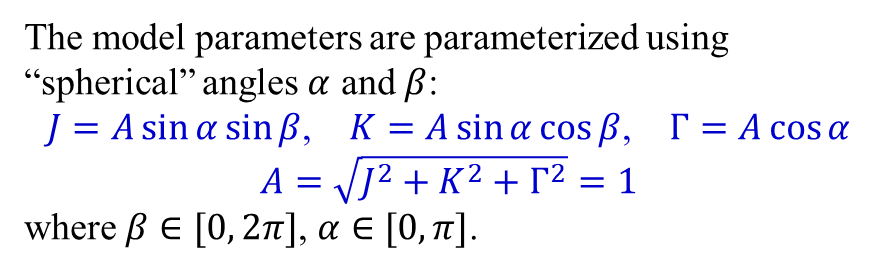 The model parameters are parameterized using
“spherical” angles α and β:
J = A sin α sin β, K = A sin α cos β, Γ = A cos α
A = √(J² + K² + Γ²) = 1
where β ∈ [0, 2π], α ∈ [0, π].